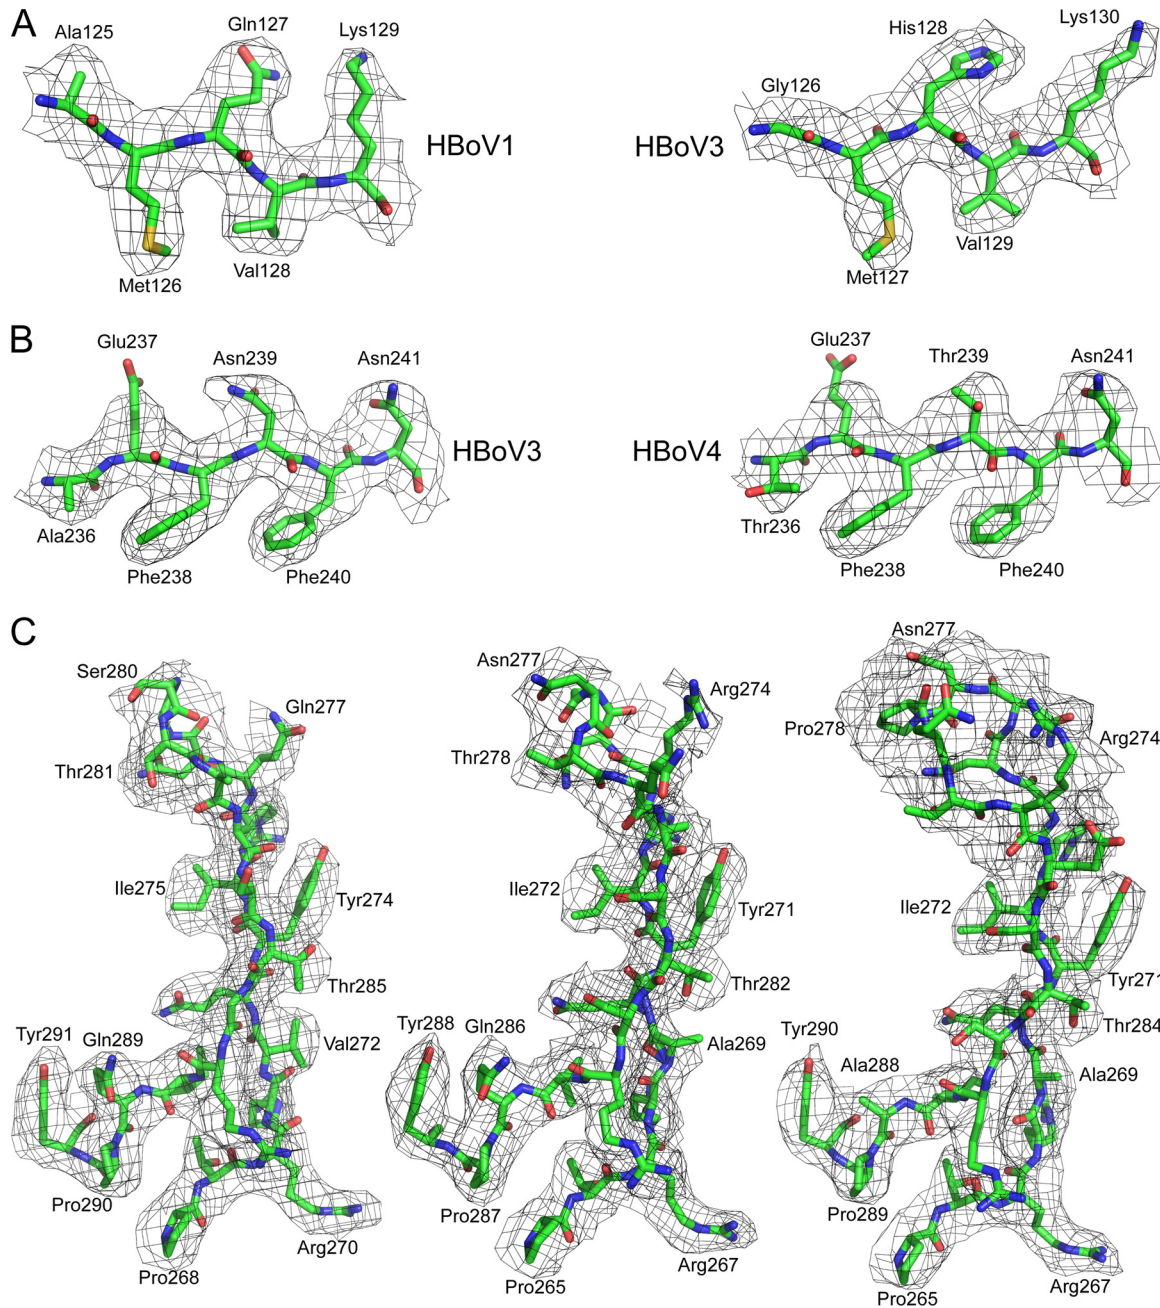 A
Ala125
Gln127
Lys129
Met126
Val128
HBoV1
HBoV3
Gly126
His128
Lys130
Met127
Val129
B
Glu237
Asn239
Asn241
Ala236
Phe238
Phe240
HBoV3
HBoV4
Glu237
Thr239
Asn241
Thr236
Phe238
Phe240
C
Ser280
Gln277
Thr281
Ile275
Tyr274
Thr285
Tyr291
Gln289
Val272
Pro290
Arg270
Pro268
Asn277
Arg274
Thr278
Ile272
Tyr271
Thr282
Tyr288
Gln286
Ala269
Pro287
Pro265
Arg267
Asn277
Pro278
Arg274
Ile272
Tyr271
Thr284
Tyr290
Ala288
Ala269
Pro289
Pro265
Arg267